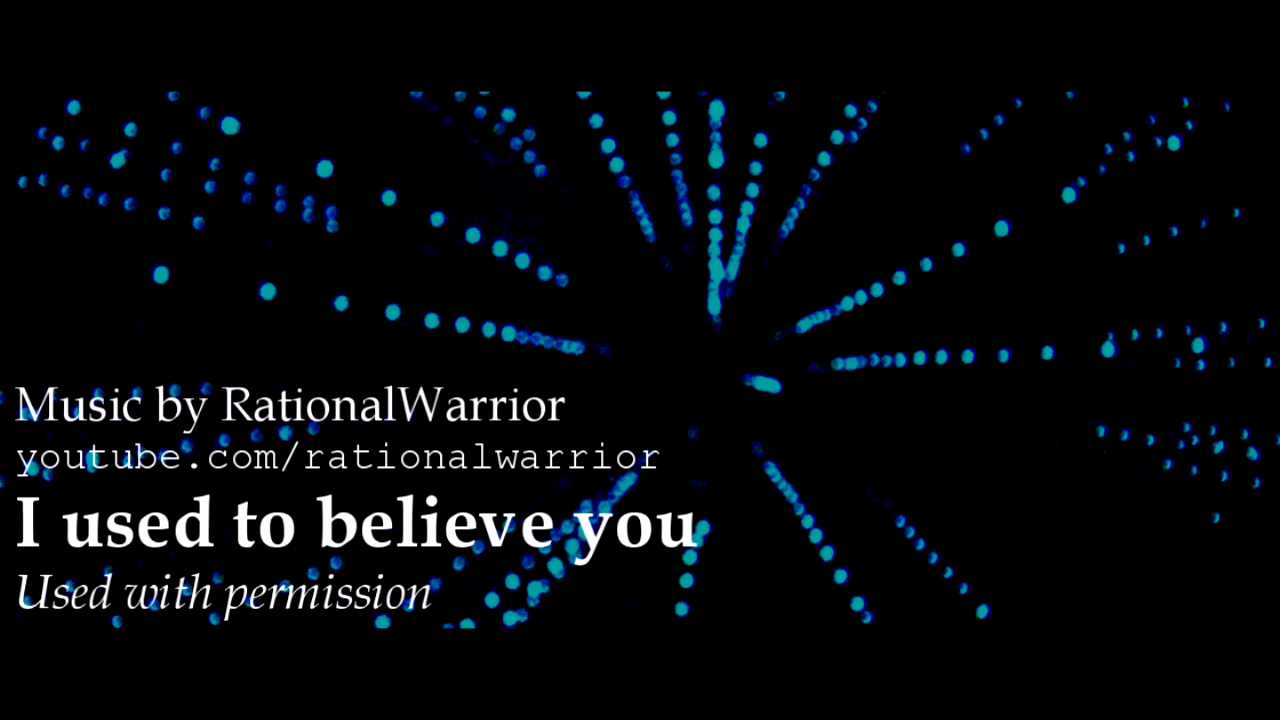 Music by RationalWarrior
youtube.com/rationalwarrior
I used to believe you
Used with permission